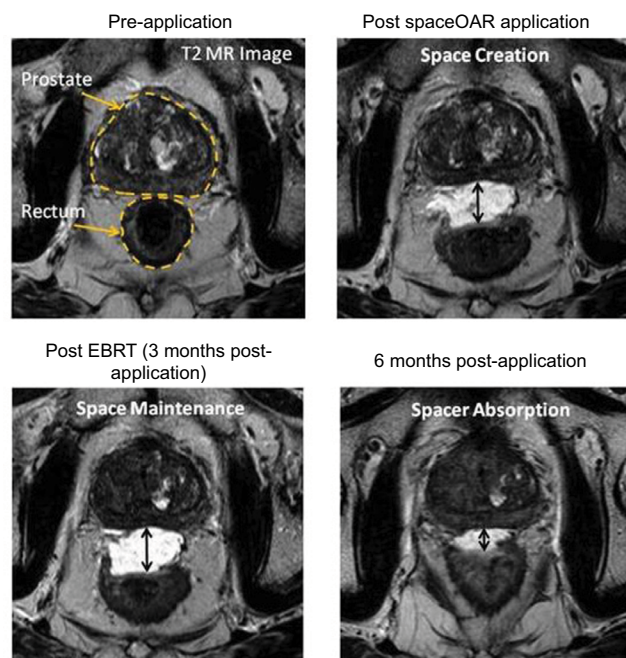 Pre-application
Post spaceOAR application
T2 MR Image
Prostate
Rectum
Space Creation
Post EBRT (3 months post-
application)
6 months post-application
Space Maintenance
Spacer Absorption